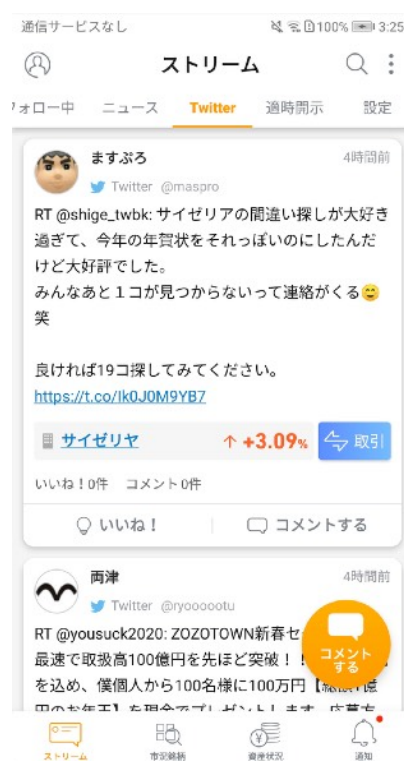 通信サービスなし 100% 3:25
ストリーム
フォロー中 ニュース Twitter 適時開示 設定
ますぷろ 4時間前
Twitter @maspro
RT @shige_twbk: サイゼリアの間違い探しが大好き
過ぎて、今年の年賀状をそれっぽいのにしたんだ
けど大好評でした。
みんなあと１コが見つからないって連絡がくる😊
笑
良ければ19コ探してみてください。
https://t.co/Ik0J0M9YB7
サイゼリヤ ↑ +3.09% 取引
いいね！0件 コメント0件
いいね！ コメントする
両津 4時間前
Twitter @ryoooootu
RT @yousuck2020: ZOZOTOWN新春セ
最速で取扱高100億円を先ほど突破！！
を込め、僕個人から100名様に100万円【総額1億
円のお年玉】を現金でプレゼントします。応募方
コメント
する
ストリーム 市況銘柄 資産状況 通知